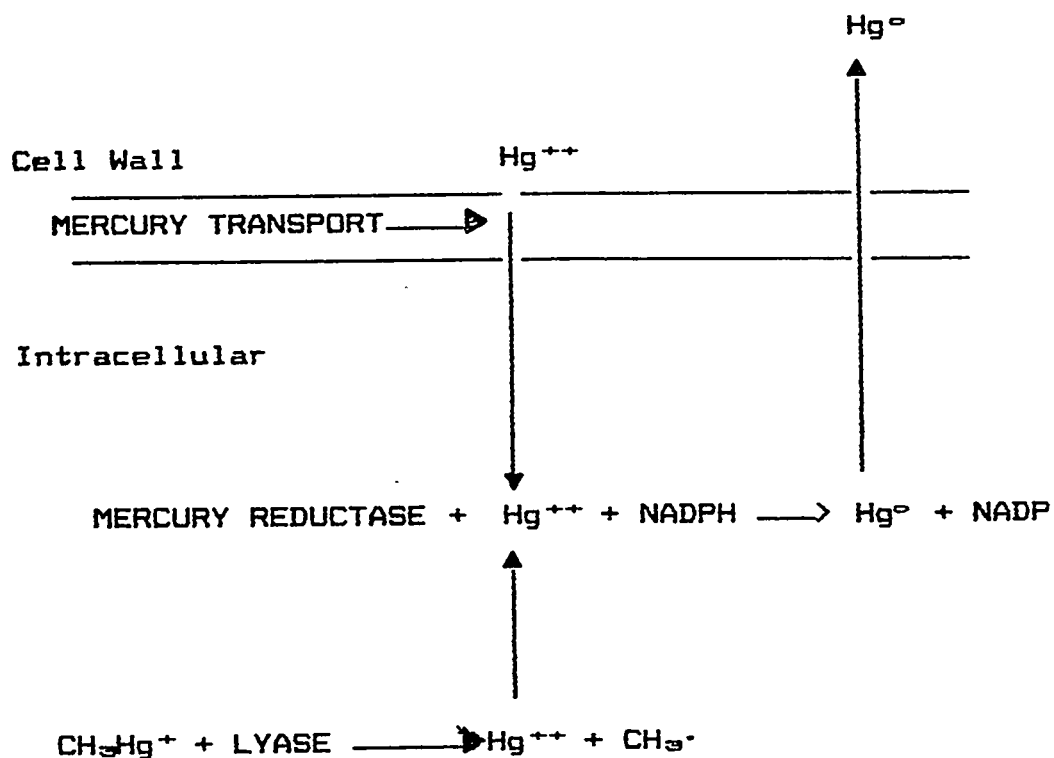 Hg°
Cell Wall Hg⁺⁺
MERCURY TRANSPORT
Intracellular
MERCURY REDUCTASE + Hg⁺⁺ + NADPH → Hg° + NADP
CH₃Hg⁺ + LYASE → Hg⁺⁺ + CH₃·